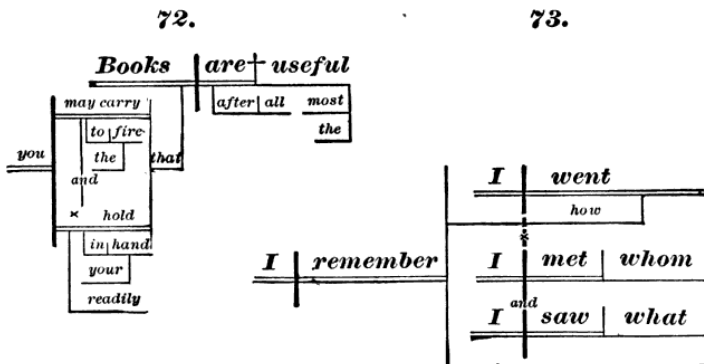 72.
Books are useful
after all most
the
may carry
to fire
the
you that
and
× hold
in hand
your
readily
73.
I went
how
×
I remember
I met whom
and
I saw what